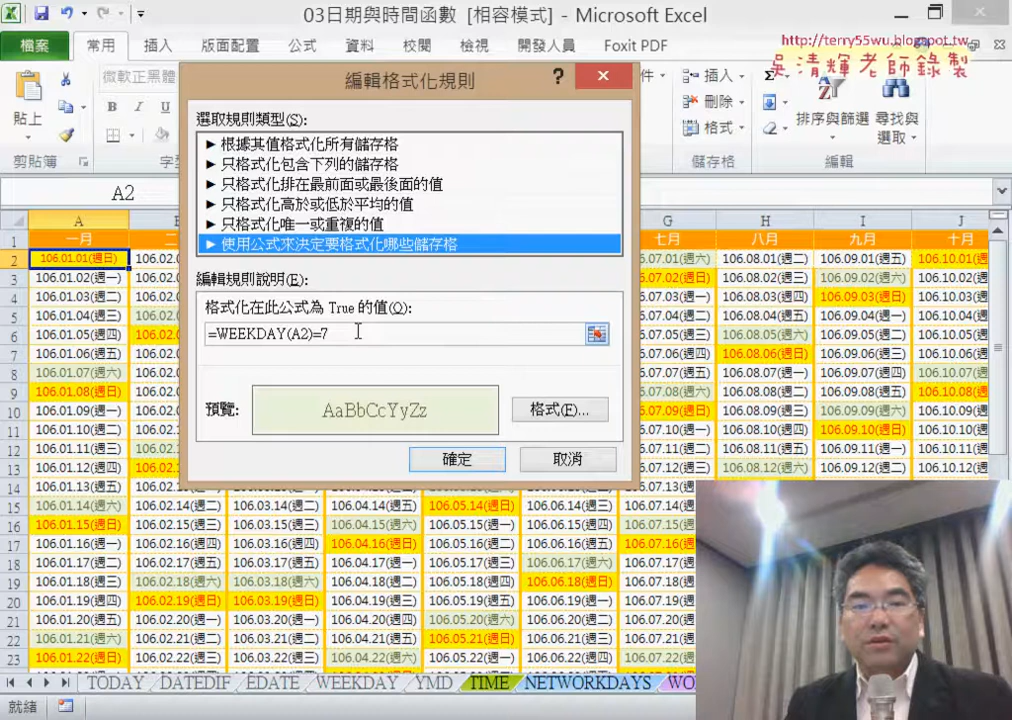 03日期與時間函數 [相容模式] - Microsoft Excel
http://terry55wu.blogspot.tw
吳清輝老師錄製
檔案 常用 插入 版面配置 公式 資料 校閱 檢視 開發人員 Foxit PDF
微軟正黑體
貼上
剪貼簿
B I U
插入
刪除
格式
儲存格
排序與篩選
尋找與
選取
編輯
A2
編輯格式化規則
選取規則類型(S):
► 根據其值格式化所有儲存格
► 只格式化包含下列的儲存格
► 只格式化排在最前面或最後面的值
► 只格式化高於或低於平均的值
► 只格式化唯一或重複的值
► 使用公式來決定要格式化哪些儲存格
編輯規則說明(E):
格式化在此公式為 True 的值(O):
=WEEKDAY(A2)=7
預覽:
AaBbCcYyZz
格式(F)...
確定
取消
A G H I J
1 一月 七月 八月 九月 十月
2 106.01.01(週日) 106.08.01(週二) 106.09.01(週五)
3 106.01.02(週一) 106.08.02(週三) 106.09.02(週六)
4 106.01.03(週二) 106.08.03(週四) 106.09.03(週日)
5 106.01.04(週三) 106.08.04(週五) 106.09.04(週一)
6 106.01.05(週四) 106.08.05(週六) 106.09.05(週二)
7 106.01.06(週五) 106.08.06(週日) 106.09.06(週三)
8 106.01.07(週六) 106.08.07(週一) 106.09.07(週四)
9 106.01.08(週日) 106.08.08(週二) 106.09.08(週五)
10 106.01.09(週一) 106.08.09(週三) 106.09.09(週六)
11 106.01.10(週二) 106.08.10(週四) 106.09.10(週日)
12 106.01.11(週三) 106.08.11(週五) 106.09.11(週一)
13 106.01.12(週四) 106.08.12(週六) 106.09.12(週二)
14 106.01.13(週五)
15 106.01.14(週六) 106.02.14(週二) 106.03.14(週二) 106.04.14(週五) 106.05.14(週日) 106.06.14(週三)
16 106.01.15(週日) 106.02.15(週三) 106.03.15(週三) 106.04.15(週六) 106.05.15(週一) 106.06.15(週四)
17 106.01.16(週一) 106.02.16(週四) 106.03.16(週四) 106.04.16(週日) 106.05.16(週二) 106.06.16(週五)
18 106.01.17(週二) 106.02.17(週五) 106.03.17(週五) 106.04.17(週一) 106.05.17(週三) 106.06.17(週六)
19 106.01.18(週三) 106.02.18(週六) 106.03.18(週六) 106.04.18(週二) 106.05.18(週四) 106.06.18(週日)
20 106.01.19(週四) 106.02.19(週日) 106.03.19(週日) 106.04.19(週三) 106.05.19(週五) 106.06.19(週一)
21 106.01.20(週五) 106.02.20(週一) 106.03.20(週一) 106.04.20(週四) 106.05.20(週六) 106.06.20(週二)
22 106.01.21(週六) 106.02.21(週二) 106.03.21(週二) 106.04.21(週五) 106.05.21(週日) 106.06.21(週三)
23 106.01.22(週日) 106.02.22(週三) 106.03.22(週三) 106.04.22(週六) 106.05.22(週一) 106.06.22(週四)
TODAY DATEDIF EDATE WEEKDAY YMD TIME NETWORKDAYS WO
就緒